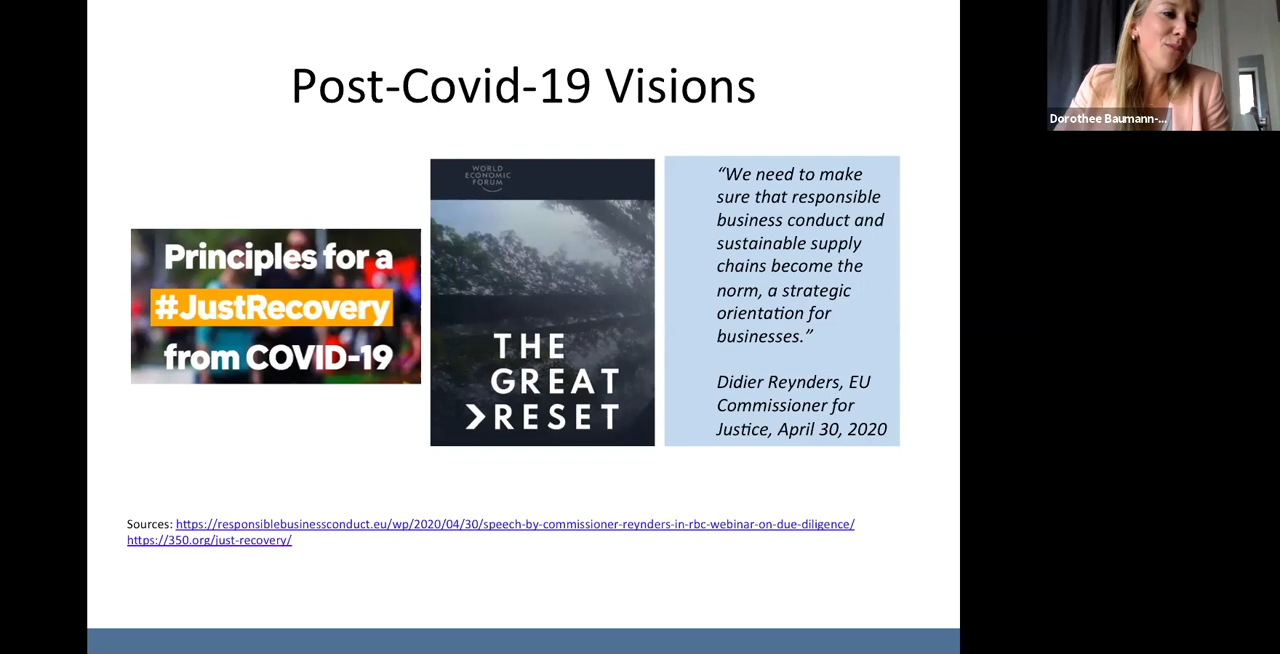 Post-Covid-19 Visions
Principles for a
#JustRecovery
from COVID-19
WORLD
ECONOMIC
FORUM
THE
GREAT
RESET
“We need to make
sure that responsible
business conduct and
sustainable supply
chains become the
norm, a strategic
orientation for
businesses.”
Didier Reynders, EU
Commissioner for
Justice, April 30, 2020
Sources: https://responsiblebusinessconduct.eu/wp/2020/04/30/speech-by-commissioner-reynders-in-rbc-webinar-on-due-diligence/
https://350.org/just-recovery/
Dorothee Baumann-...